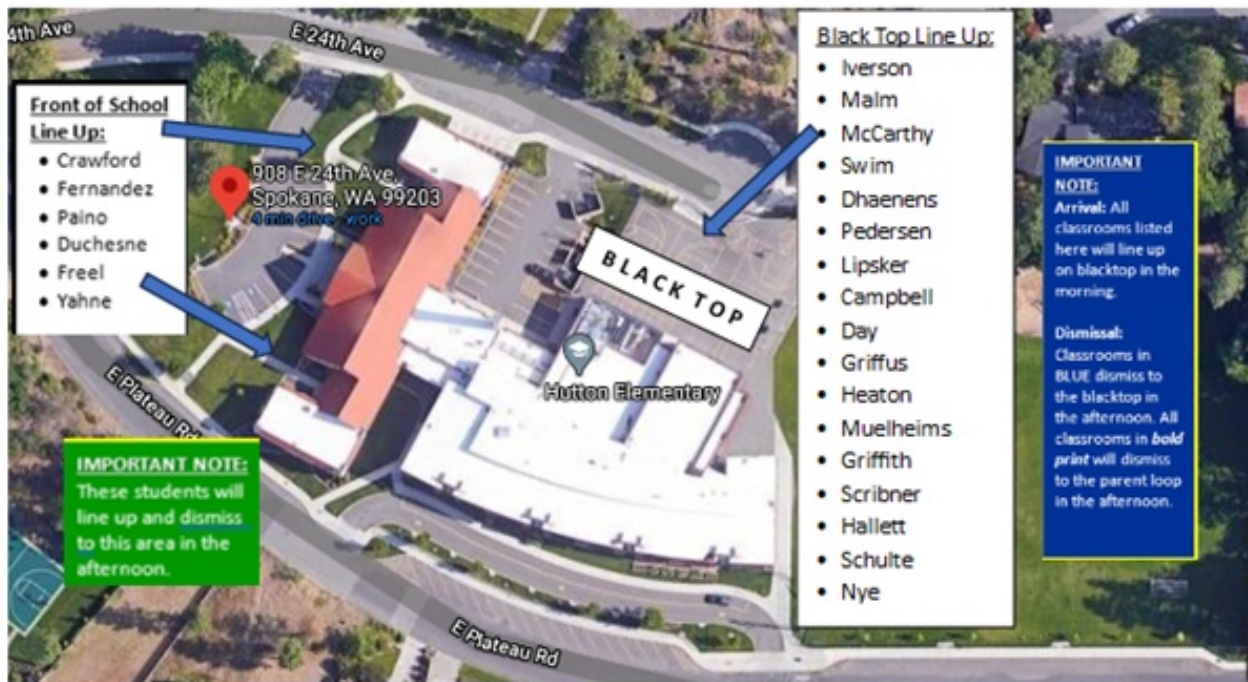 4th Ave
E 24th Ave
Front of School
Line Up:
• Crawford
• Fernandez
• Paino
• Duchesne
• Freel
• Yahne
908 E 24th Ave,
Spokane, WA 99203
4 min drive - work
BLACK TOP
Hutton Elementary
E Plateau Rd
IMPORTANT NOTE:
These students will
line up and dismiss
to this area in the
afternoon.
E Plateau Rd
Black Top Line Up:
• Iverson
• Malm
• McCarthy
• Swim
• Dhaenens
• Pedersen
• Lipsker
• Campbell
• Day
• Griffus
• Heaton
• Muelheims
• Griffith
• Scribner
• Hallett
• Schulte
• Nye
IMPORTANT
NOTE:
Arrival: All
classrooms listed
here will line up
on blacktop in the
morning.
Dismissal:
Classrooms in
BLUE dismiss to
the blacktop in
the afternoon. All
classrooms in bold
print will dismiss
to the parent loop
in the afternoon.